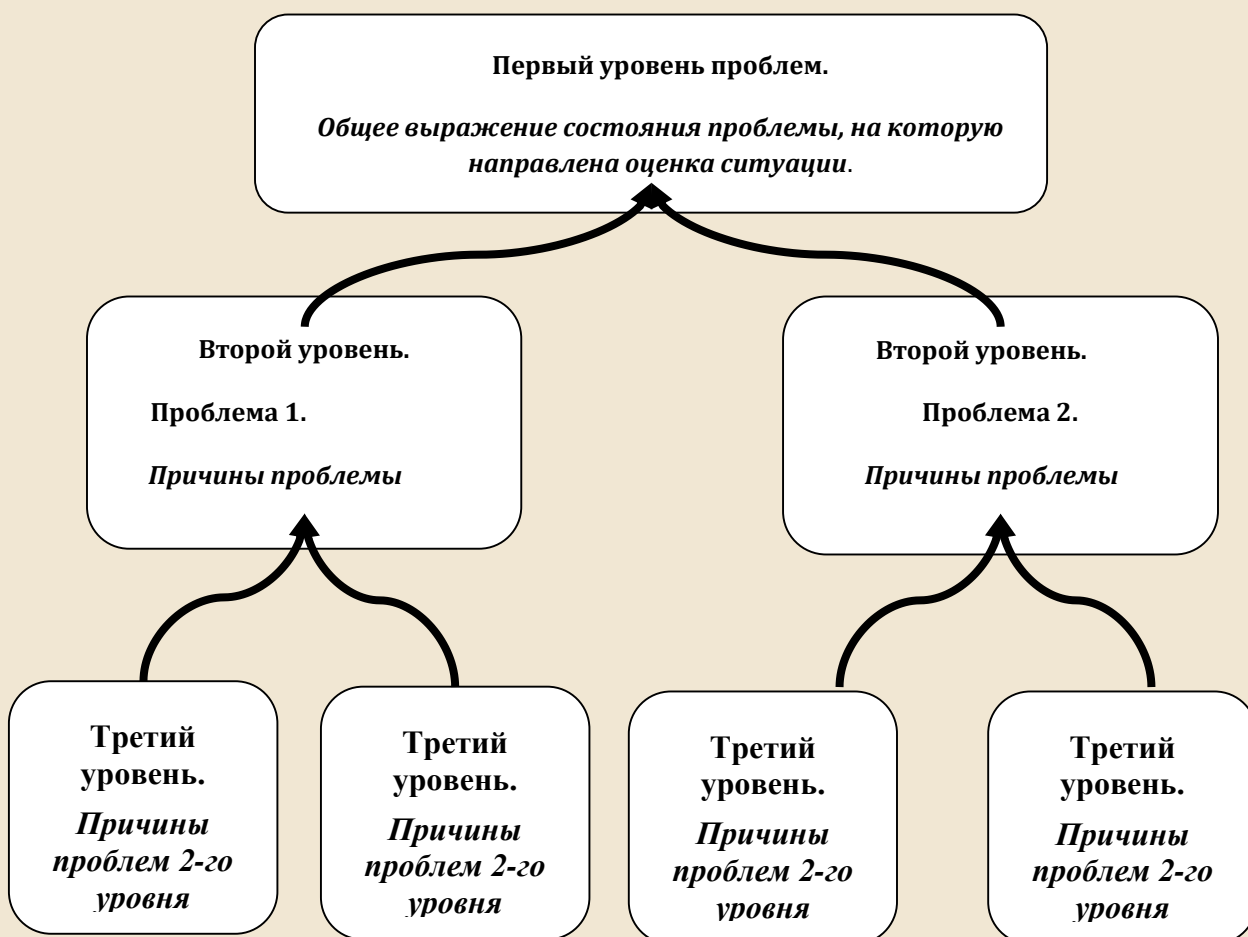 Первый уровень проблем.
Общее выражение состояния проблемы, на которую
направлена оценка ситуации.
Второй уровень.
Проблема 1.
Причины проблемы
Второй уровень.
Проблема 2.
Причины проблемы
Третий
уровень.
Причины
проблем 2-го
уровня
Третий
уровень.
Причины
проблем 2-го
уровня
Третий
уровень.
Причины
проблем 2-го
уровня
Третий
уровень.
Причины
проблем 2-го
уровня